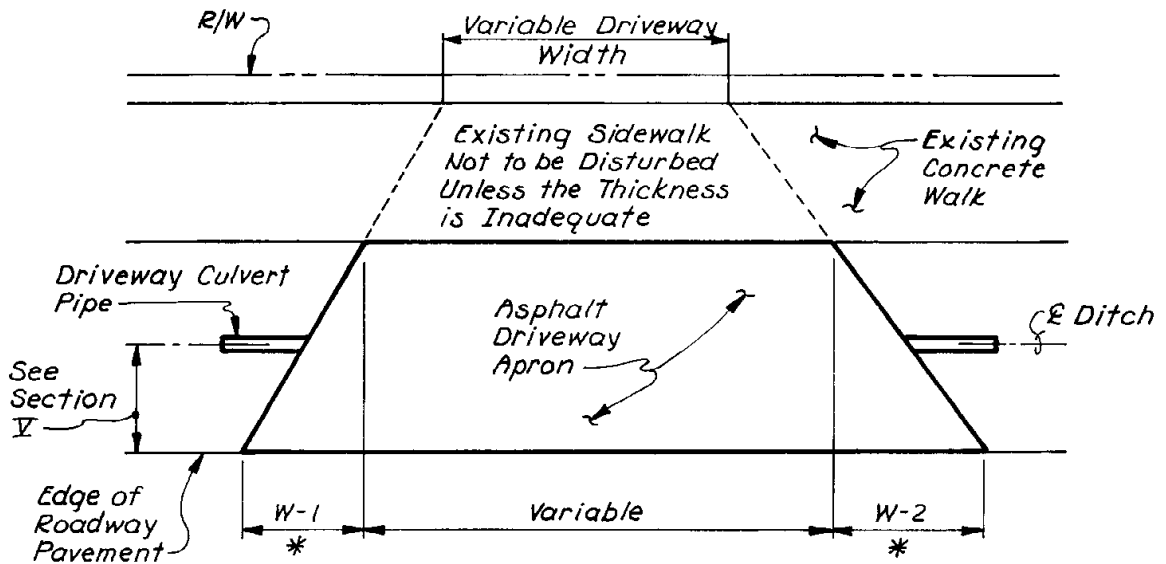 R/W
Variable Driveway
Width
Existing Sidewalk
Not to be Disturbed
Unless the Thickness
is Inadequate
Existing
Concrete
Walk
Driveway Culvert
Pipe
Asphalt
Driveway
Apron
℄ Ditch
See
Section
V
Edge of
Roadway
Pavement
W-1
*
Variable
W-2
*